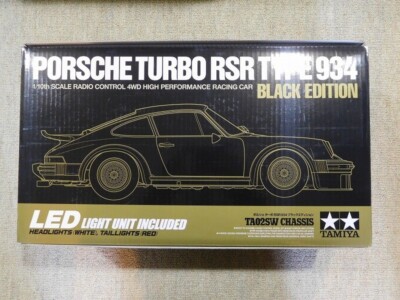 PORSCHE TURBO RSR TYPE 934
1/10th SCALE RADIO CONTROL 4WD HIGH PERFORMANCE RACING CAR
BLACK EDITION
LED LIGHT UNIT INCLUDED
HEADLIGHTS (WHITE), TAILLIGHTS (RED)
TA02SW CHASSIS
TAMIYA